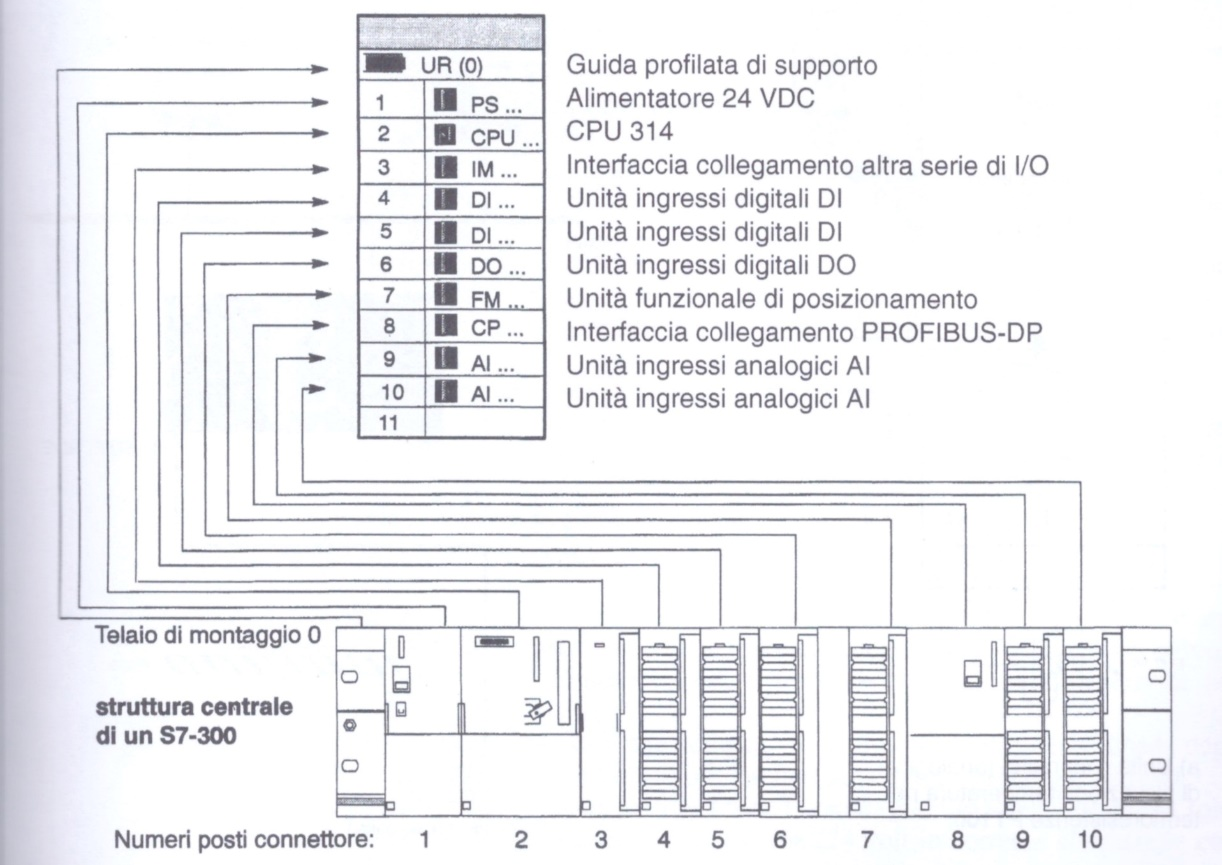 UR (0) Guida profilata di supporto
1 PS ... Alimentatore 24 VDC
2 CPU ... CPU 314
3 IM ... Interfaccia collegamento altra serie di I/O
4 DI ... Unità ingressi digitali DI
5 DI ... Unità ingressi digitali DI
6 DO ... Unità ingressi digitali DO
7 FM ... Unità funzionale di posizionamento
8 CP ... Interfaccia collegamento PROFIBUS-DP
9 AI ... Unità ingressi analogici AI
10 AI ... Unità ingressi analogici AI
11
Telaio di montaggio 0
struttura centrale
di un S7-300
Numeri posti connettore: 1 2 3 4 5 6 7 8 9 10